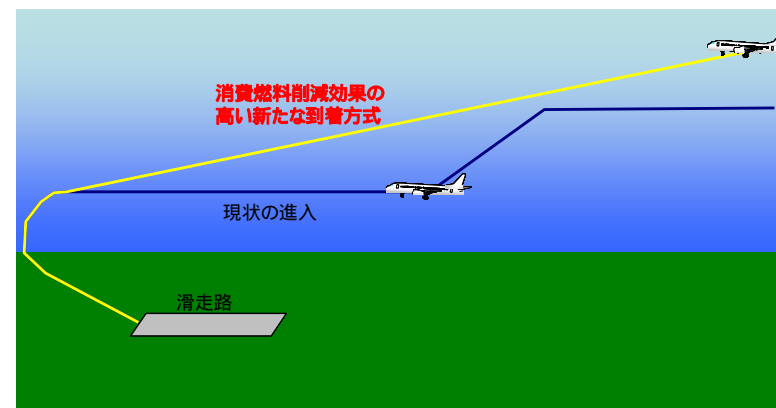 消費燃料削減効果の
高い新たな到着方式
現状の進入
滑走路